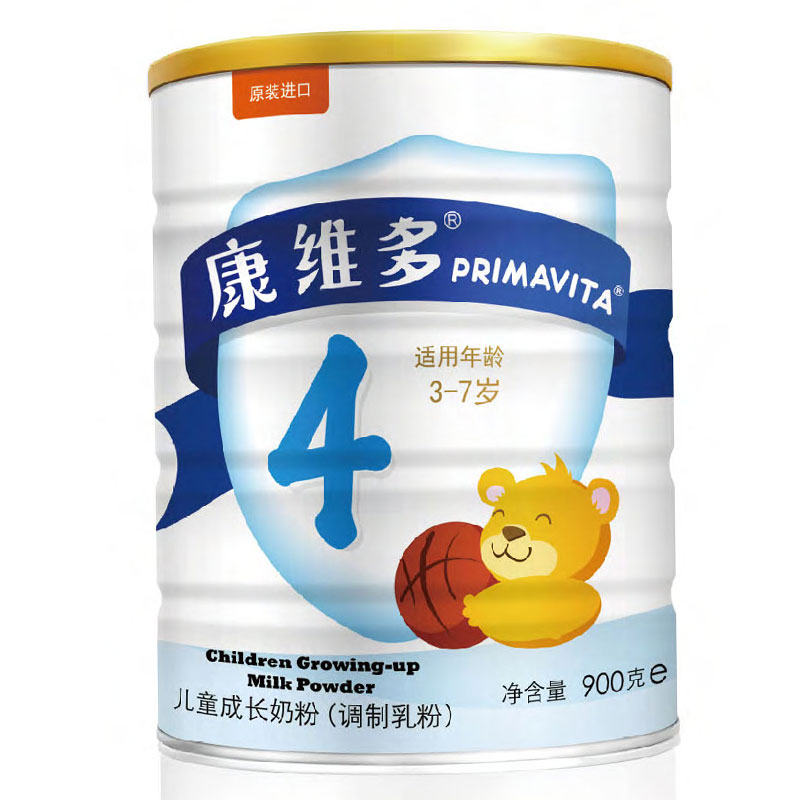 原装进口
康维多® PRIMAVITA®
4
适用年龄
3-7岁
Children Growing-up
Milk Powder
儿童成长奶粉（调制乳粉）
净含量 900克 e